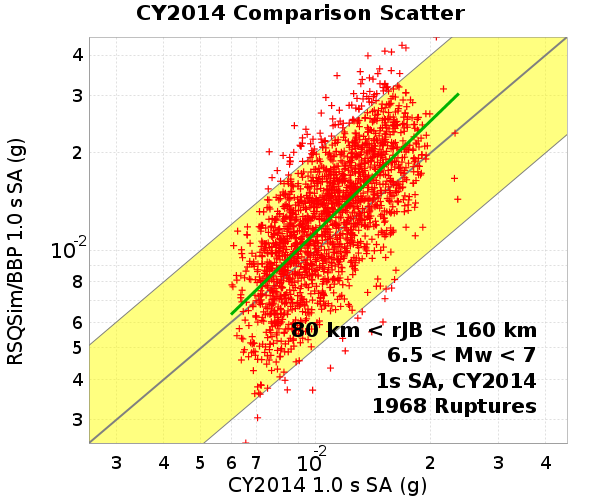 CY2014 Comparison Scatter
RSQSim/BBP 1.0 s SA (g)
4
3
2
10-2
8
6
5
4
3
80 km < rJB < 160 km
6.5 < Mw < 7
1s SA, CY2014
1968 Ruptures
3 4 5 6 7 10-2 2 3 4
CY2014 1.0 s SA (g)